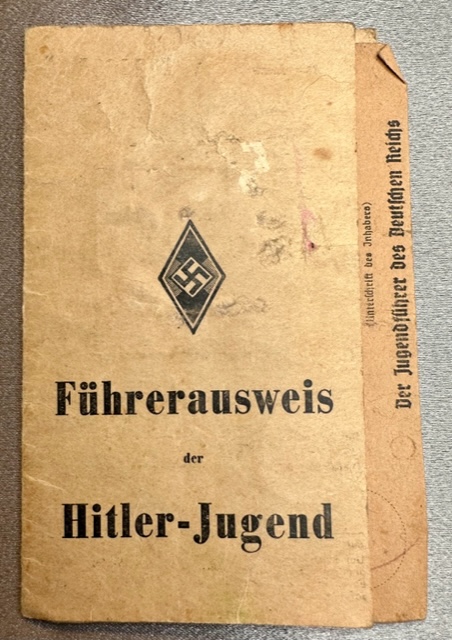 Führerausweis
der
Hitler-Jugend
(Unterschrift des Inhabers)
Der Jugendführer des Deutschen Reichs